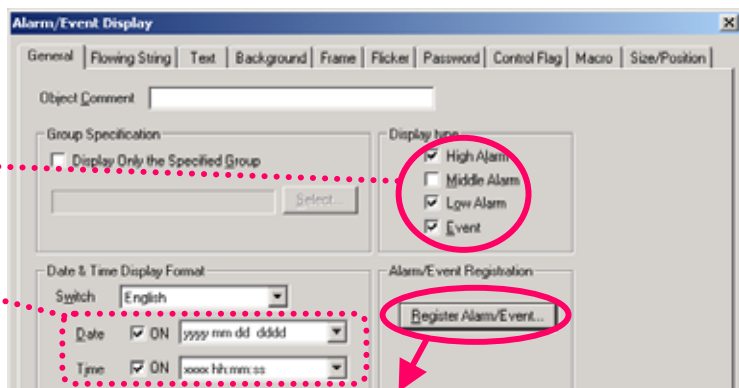 Alarm/Event Display
General Flowing String Text Background Frame Flicker Password Control Flag Macro Size/Position
Object Comment
Group Specification
Display Only the Specified Group
Select...
Display type
High Alarm
Middle Alarm
Low Alarm
Event
Date & Time Display Format
Switch English
Date ON yyyy mm dd dddd
Time ON xxxx hh:mm:ss
Alarm/Event Registration
Register Alarm/Event...